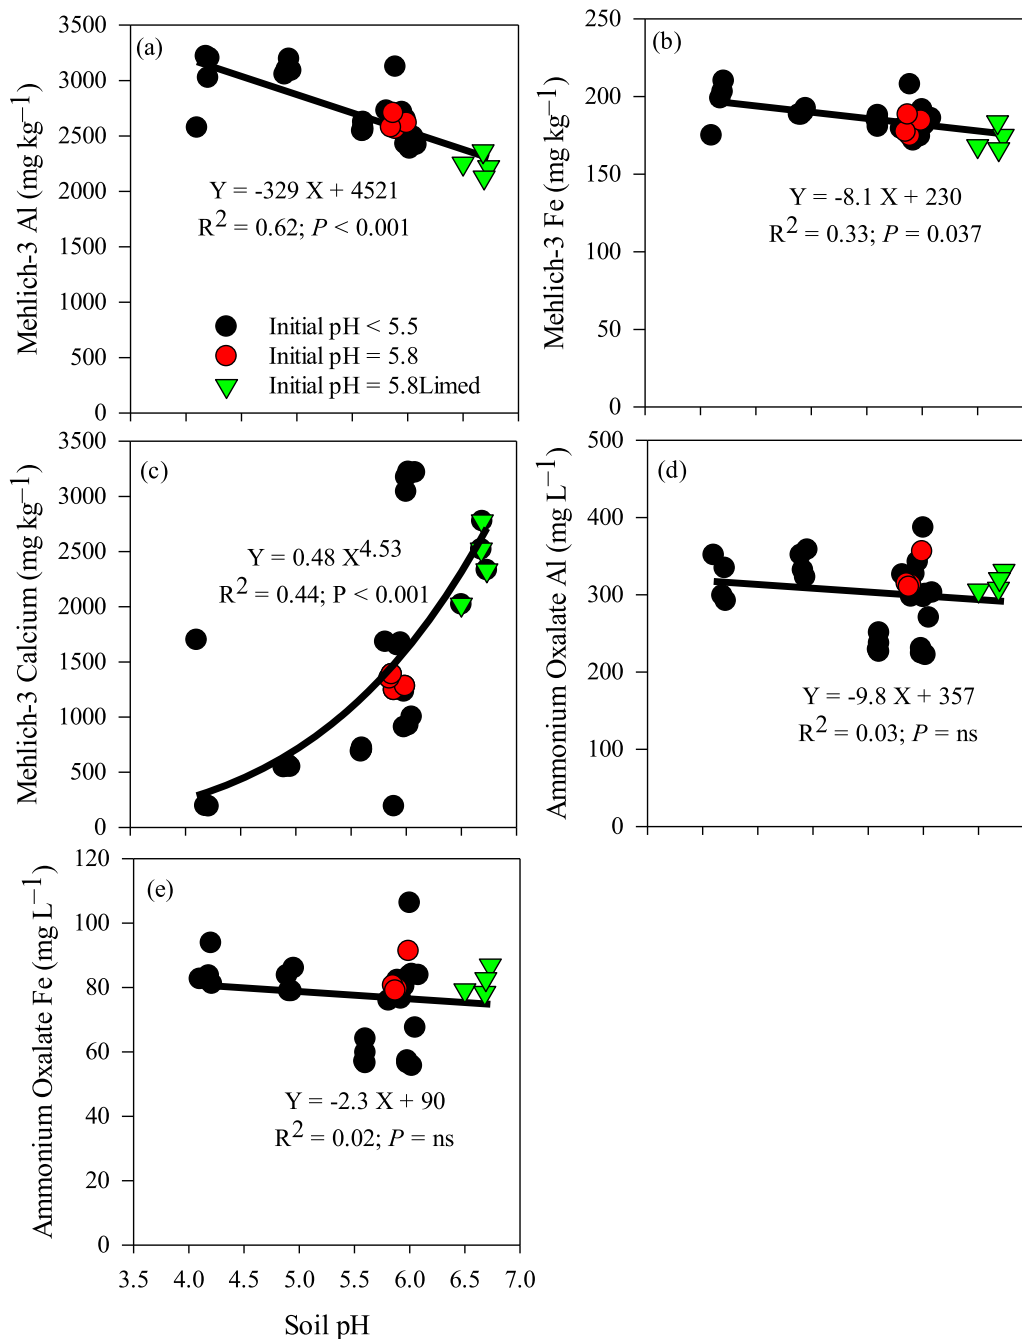 (a)
Mehlich-3 Al (mg kg−1)
3500
3000
2500
2000
1500
1000
500
0
Y = -329 X + 4521
R2 = 0.62; P < 0.001
Initial pH < 5.5
Initial pH = 5.8
Initial pH = 5.8Limed
(b)
Mehlich-3 Fe (mg kg−1)
250
200
150
100
50
0
Y = -8.1 X + 230
R2 = 0.33; P = 0.037
(c)
Mehlich-3 Calcium (mg kg−1)
3500
3000
2500
2000
1500
1000
500
0
Y = 0.48 X4.53
R2 = 0.44; P < 0.001
(d)
Ammonium Oxalate Al (mg L−1)
500
400
300
200
100
0
Y = -9.8 X + 357
R2 = 0.03; P = ns
(e)
Ammonium Oxalate Fe (mg L−1)
120
100
80
60
40
20
0
Y = -2.3 X + 90
R2 = 0.02; P = ns
3.5 4.0 4.5 5.0 5.5 6.0 6.5 7.0
Soil pH